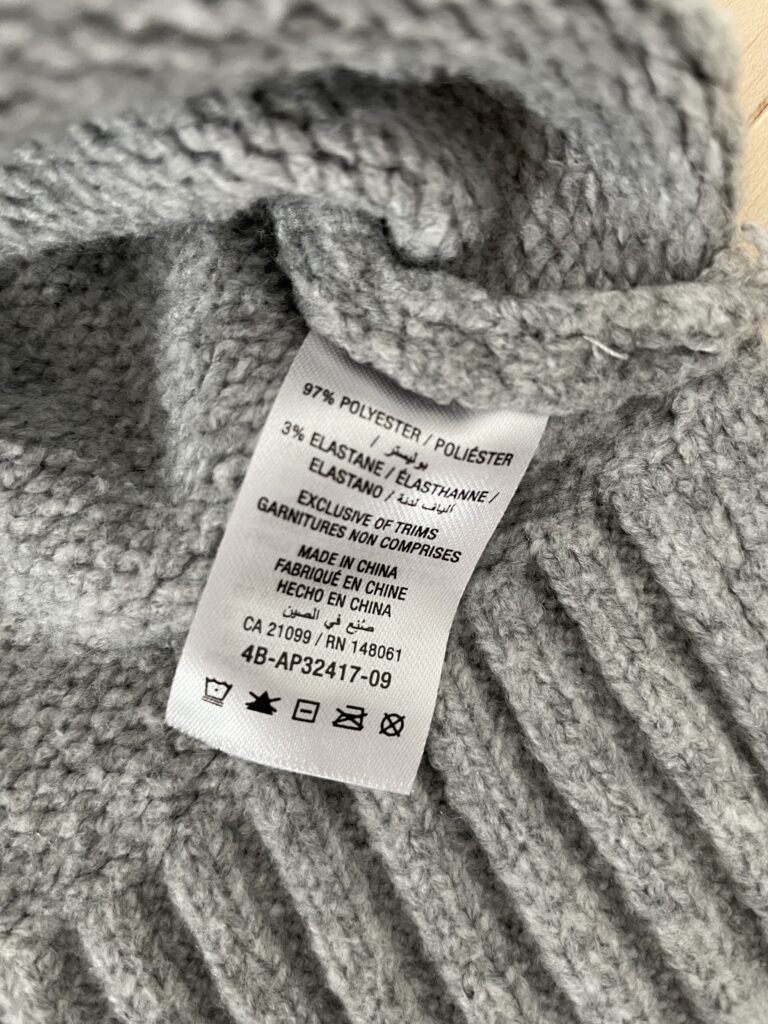 97% POLYESTER / POLIÉSTER
/ بوليستر
3% ELASTANE / ÉLASTHANNE /
ELASTANO / الياف لدنة
EXCLUSIVE OF TRIMS
GARNITURES NON COMPRISES
MADE IN CHINA
FABRIQUÉ EN CHINE
HECHO EN CHINA
صنع في الصين
CA 21099 / RN 148061
4B-AP32417-09